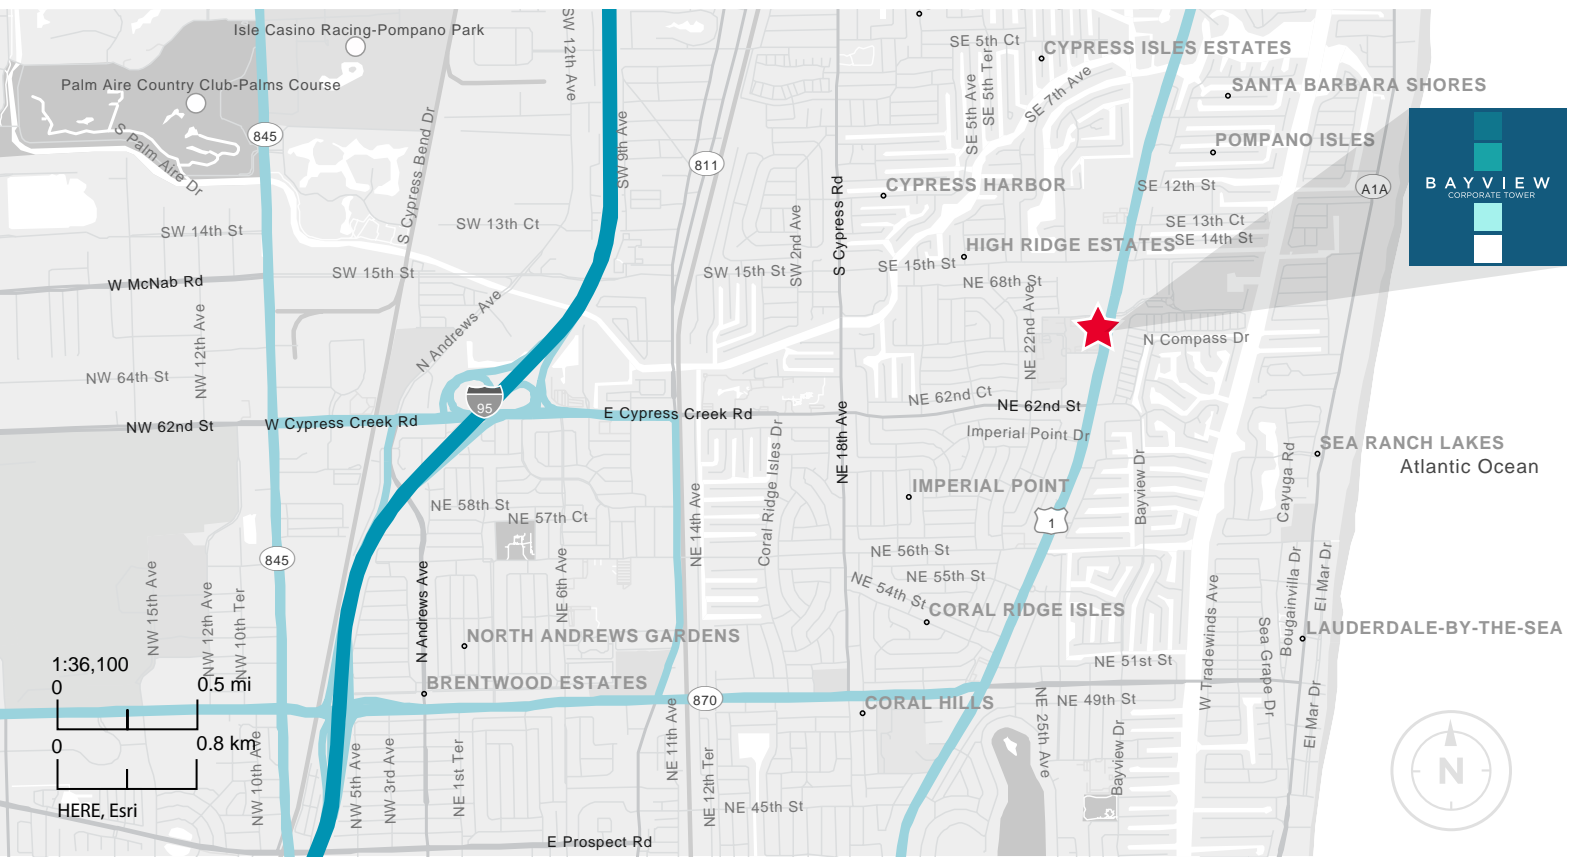 Isle Casino Racing-Pompano Park
Palm Aire Country Club-Palms Course
845
S Palm Aire Dr
S Cypress Bend Dr
SW 12th Ave
SW 9th Ave
811
SE 5th Ct
SE 5th Ave
SE 5th Ter
SE 7th Ave
CYPRESS ISLES ESTATES
SANTA BARBARA SHORES
POMPANO ISLES
A1A
BAYVIEW
CORPORATE TOWER
CYPRESS HARBOR
SE 12th St
SE 13th Ct
SE 14th St
HIGH RIDGE ESTATES
SE 15th St
NE 68th St
NE 22nd Ave
N Compass Dr
SW 14th St
SW 13th Ct
SW 15th St
SW 15th St
SW 2nd Ave
S Cypress Rd
W McNab Rd
NW 12th Ave
N Andrews Ave
NW 64th St
95
NW 62nd St
W Cypress Creek Rd
E Cypress Creek Rd
NE 18th Ave
NE 62nd Ct
NE 62nd St
Imperial Point Dr
Bayview Dr
Cayuga Rd
SEA RANCH LAKES
Atlantic Ocean
IMPERIAL POINT
1
NE 58th St
NE 57th Ct
NE 14th Ave
Coral Ridge Isles Dr
845
NW 15th Ave
NW 12th Ave
NW 10th Ter
N Andrews Ave
NE 6th Ave
NE 56th St
NE 55th St
NE 54th St
CORAL RIDGE ISLES
W Tradewinds Ave
Sea Grape Dr
Bougainvilla Dr
El Mar Dr
LAUDERDALE-BY-THE-SEA
NORTH ANDREWS GARDENS
BRENTWOOD ESTATES
870
CORAL HILLS
NE 51st St
NE 49th St
NE 25th Ave
Bayview Dr
El Mar Dr
1:36,100
0
0.5 mi
0
0.8 km
HERE, Esri
NW 10th Ave
NW 5th Ave
NW 3rd Ave
NE 1st Ter
NE 11th Ave
NE 12th Ter
NE 45th St
E Prospect Rd
N